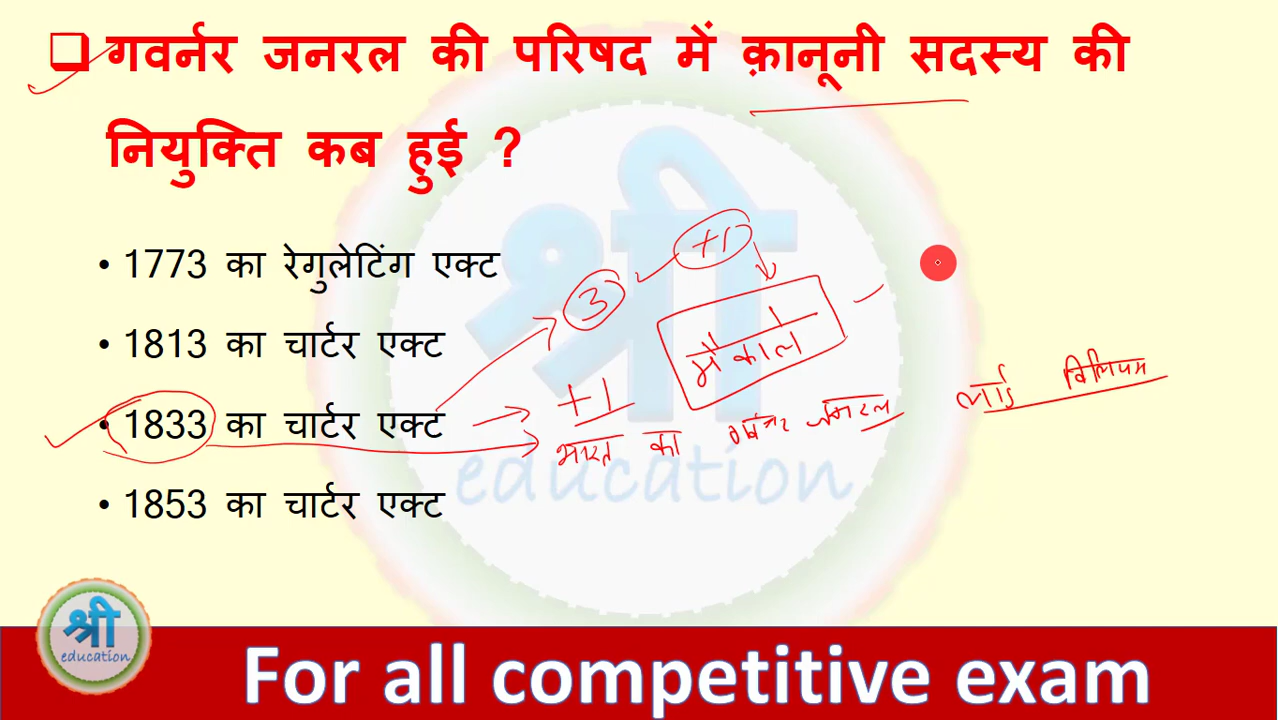 गवर्नर जनरल की परिषद में क़ानूनी सदस्य की
नियुक्ति कब हुई ?
• 1773 का रेगुलेटिंग एक्ट
• 1813 का चार्टर एक्ट
• 1833 का चार्टर एक्ट
• 1853 का चार्टर एक्ट
3
+1
मैकाले
+1
भारत का गवर्नर जनरल
लार्ड विलियम
श्री
education
श्री
education
For all competitive exam